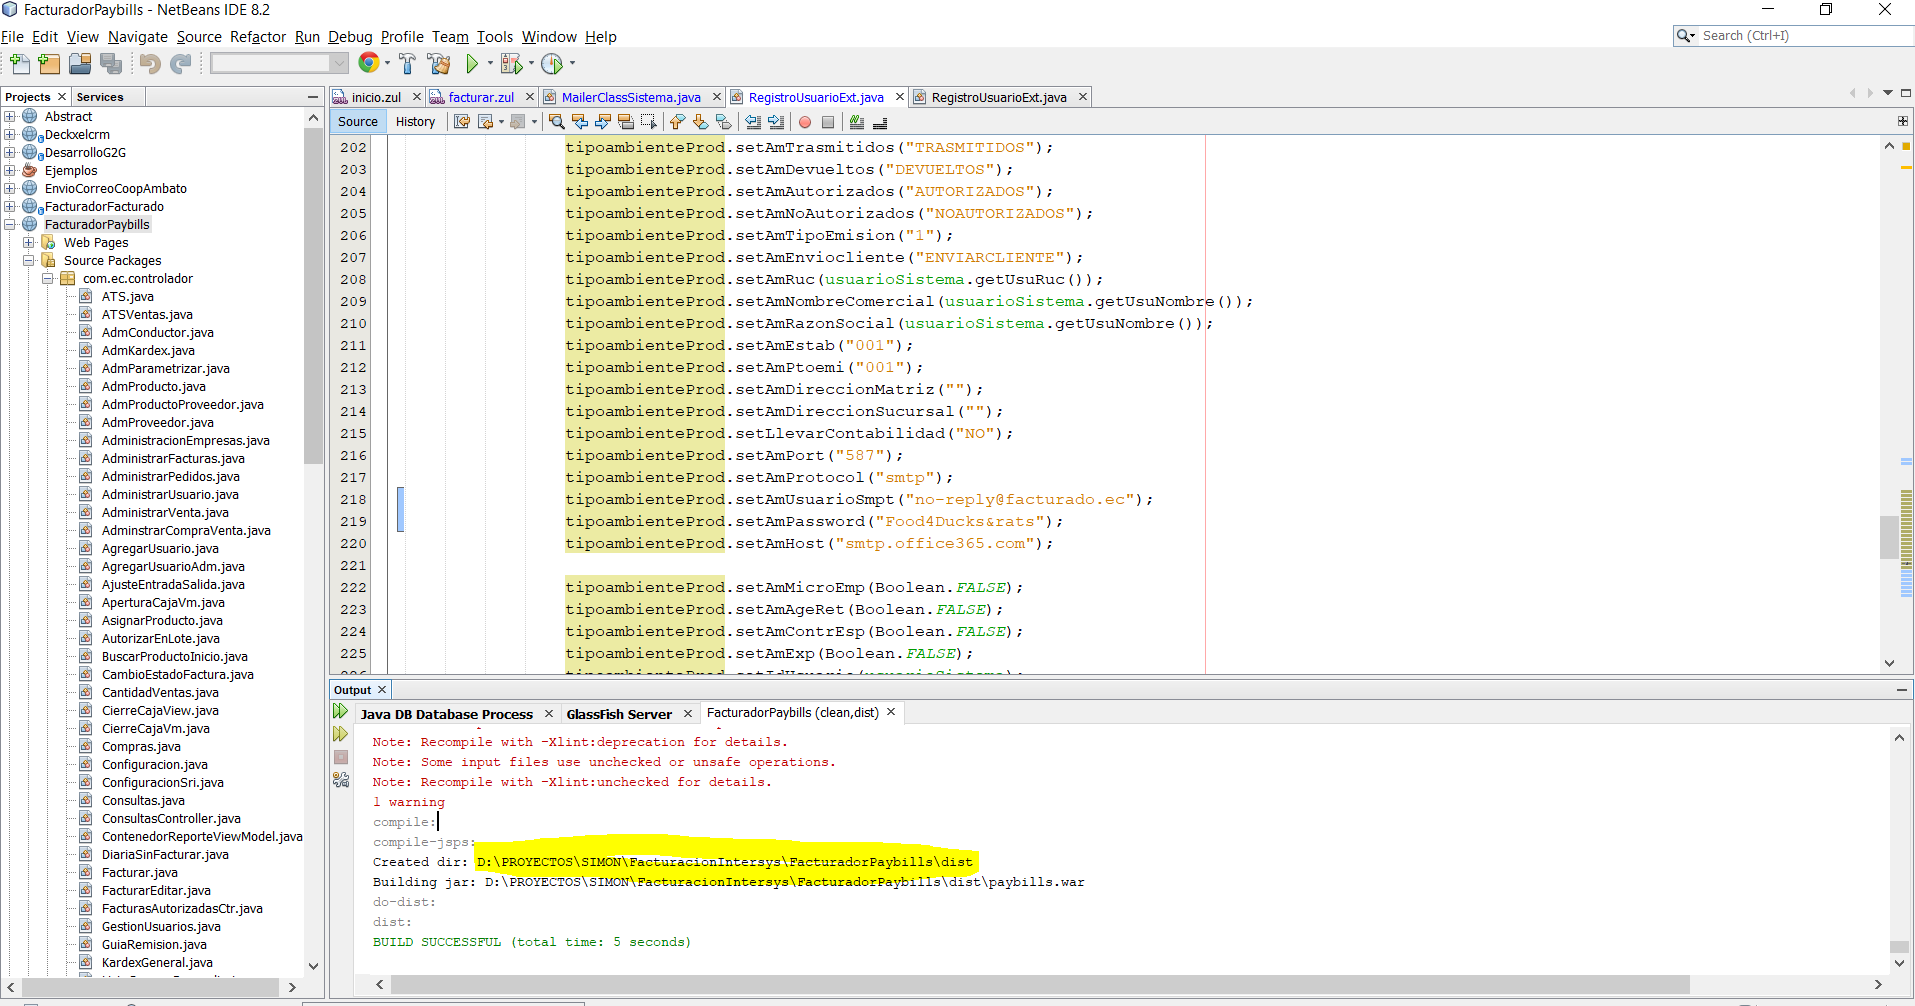 FacturadorPaybills - NetBeans IDE 8.2
File Edit View Navigate Source Refactor Run Debug Profile Team Tools Window Help
Search (Ctrl+I)
Projects Services
inicio.zul facturar.zul MailerClassSistema.java RegistroUsuarioExt.java RegistroUsuarioExt.java
Source History
Abstract
Deckxelcrm
DesarrolloG2G
Ejemplos
EnvioCorreoCoopAmbato
FacturadorFacturado
FacturadorPaybills
Web Pages
Source Packages
com.ec.controlador
ATS.java
ATSVentas.java
AdmConductor.java
AdmKardex.java
AdmParametrizar.java
AdmProducto.java
AdmProductoProveedor.java
AdmProveedor.java
AdministracionEmpresas.java
AdministrarFacturas.java
AdministrarPedidos.java
AdministrarUsuario.java
AdministrarVenta.java
AdminstrarCompraVenta.java
AgregarUsuario.java
AgregarUsuarioAdm.java
AjusteEntradaSalida.java
AperturaCajaVm.java
AsignarProducto.java
AutorizarEnLote.java
BuscarProductoInicio.java
CambioEstadoFactura.java
CantidadVentas.java
CierreCajaView.java
CierreCajaVm.java
Compras.java
Configuracion.java
ConfiguracionSri.java
Consultas.java
ConsultasController.java
ContenedorReporteViewModel.java
DiariaSinFacturar.java
Facturar.java
FacturarEditar.java
FacturasAutorizadasCtr.java
GestionUsuarios.java
GuiaRemision.java
KardexGeneral.java
202 tipoambienteProd.setAmTrasmitidos("TRASMITIDOS");
203 tipoambienteProd.setAmDevueltos("DEVUELTOS");
204 tipoambienteProd.setAmAutorizados("AUTORIZADOS");
205 tipoambienteProd.setAmNoAutorizados("NOAUTORIZADOS");
206 tipoambienteProd.setAmTipoEmision("1");
207 tipoambienteProd.setAmEnviocliente("ENVIARCLIENTE");
208 tipoambienteProd.setAmRuc(usuarioSistema.getUsuRuc());
209 tipoambienteProd.setAmNombreComercial(usuarioSistema.getUsuNombre());
210 tipoambienteProd.setAmRazonSocial(usuarioSistema.getUsuNombre());
211 tipoambienteProd.setAmEstab("001");
212 tipoambienteProd.setAmPtoemi("001");
213 tipoambienteProd.setAmDireccionMatriz("");
214 tipoambienteProd.setAmDireccionSucursal("");
215 tipoambienteProd.setLlevarContabilidad("NO");
216 tipoambienteProd.setAmPort("587");
217 tipoambienteProd.setAmProtocol("smtp");
218 tipoambienteProd.setAmUsuarioSmpt("no-reply@facturado.ec");
219 tipoambienteProd.setAmPassword("Food4Ducks&rats");
220 tipoambienteProd.setAmHost("smtp.office365.com");
221
222 tipoambienteProd.setAmMicroEmp(Boolean.FALSE);
223 tipoambienteProd.setAmAgeRet(Boolean.FALSE);
224 tipoambienteProd.setAmContrEsp(Boolean.FALSE);
225 tipoambienteProd.setAmExp(Boolean.FALSE);
Output
Java DB Database Process GlassFish Server FacturadorPaybills (clean,dist)
Note: Recompile with -Xlint:deprecation for details.
Note: Some input files use unchecked or unsafe operations.
Note: Recompile with -Xlint:unchecked for details.
1 warning
compile:
compile-jsps:
Created dir: D:\PROYECTOS\SIMON\FacturacionIntersys\FacturadorPaybills\dist
Building jar: D:\PROYECTOS\SIMON\FacturacionIntersys\FacturadorPaybills\dist\paybills.war
do-dist:
dist:
BUILD SUCCESSFUL (total time: 5 seconds)